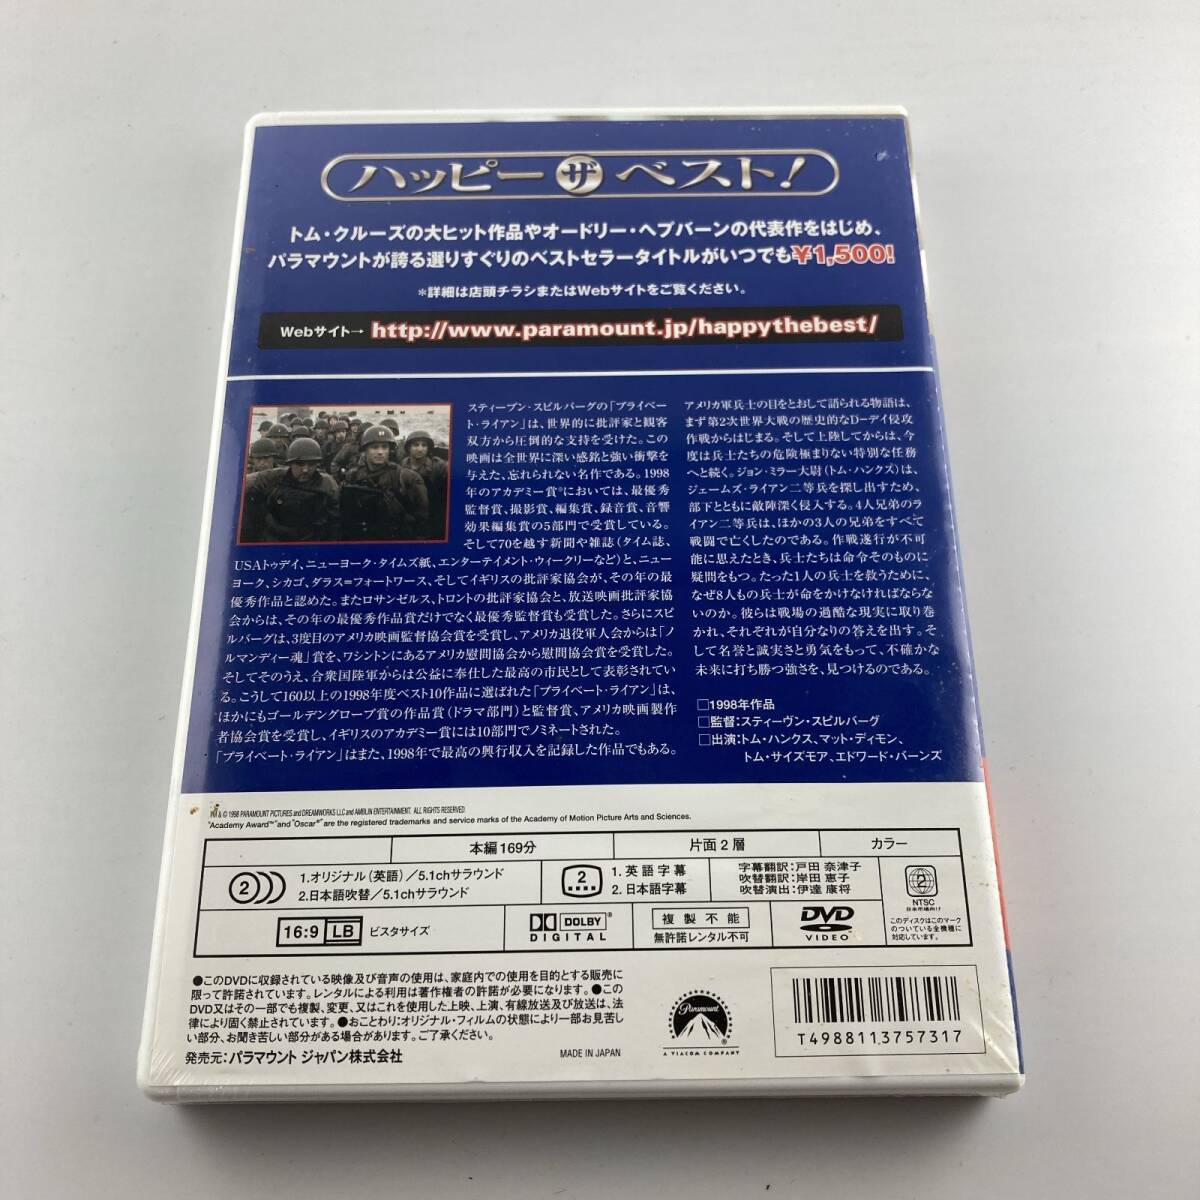 ハッピー ザ ベスト!
トム・クルーズの大ヒット作品やオードリー・ヘプバーンの代表作をはじめ、
パラマウントが誇る選りすぐりのベストセラータイトルがいつでも¥1,500!
*詳細は店頭チラシまたはWebサイトをご覧ください。
Webサイト→ http://www.paramount.jp/happythebest/
スティーブン・スピルバーグの「プライベー
ト・ライアン」は、世界的に批評家と観客
双方から圧倒的な支持を受けた。この
映画は全世界に深い感銘と強い衝撃を
与えた、忘れられない名作である。1998
年のアカデミー賞®においては、最優秀
監督賞、撮影賞、編集賞、録音賞、音響
効果編集賞の5部門で受賞している。
そして70を越す新聞や雑誌（タイム誌、
USAトゥデイ、ニューヨーク・タイムズ紙、エンターテイメント・ウィークリーなど）と、ニュー
ヨーク、シカゴ、ダラス=フォートワース、そしてイギリスの批評家協会が、その年の最
優秀作品と認めた。またロサンゼルス、トロントの批評家協会と、放送映画批評家協
会からは、その年の最優秀作品賞だけでなく最優秀監督賞も受賞した。さらにスピ
ルバーグは、3度目のアメリカ映画監督協会賞を受賞し、アメリカ退役軍人会からは「ノ
ルマンディー魂」賞を、ワシントンにあるアメリカ慰問協会から慰問協会賞を受賞した。
そしてそのうえ、合衆国陸軍からは公益に奉仕した最高の市民として表彰されてい
る。こうして160以上の1998年度ベスト10作品に選ばれた「プライベート・ライアン」は、
ほかにもゴールデングローブ賞の作品賞（ドラマ部門）と監督賞、アメリカ映画製作
者協会賞を受賞し、イギリスのアカデミー賞には10部門でノミネートされた。
「プライベート・ライアン」はまた、1998年で最高の興行収入を記録した作品でもある。
アメリカ軍兵士の目をとおして語られる物語は、
まず第2次世界大戦の歴史的なD-デイ侵攻
作戦からはじまる。そして上陸してからは、今
度は兵士たちの危険極まりない特別な任務
へと続く。ジョン・ミラー大尉（トム・ハンクス）は、
ジェームズ・ライアン二等兵を探し出すため、
部下とともに敵陣深く侵入する。4人兄弟のラ
イアン二等兵は、ほかの3人の兄弟をすべて
戦闘で亡くしたのである。作戦遂行が不可
能に思えたとき、兵士たちは命令そのものに
疑問をもつ。たった1人の兵士を救うために、
なぜ8人もの兵士が命をかけなければならな
いのか。彼らは戦場の過酷な現実に取り巻
かれ、それぞれが自分なりの答えを出す。そ
して名誉と誠実さと勇気をもって、不確かな
未来に打ち勝つ強さを、見つけるのである。
□1998年作品
□監督:スティーヴン・スピルバーグ
□出演:トム・ハンクス、マット・デイモン、
トム・サイズモア、エドワード・バーンズ
TM & © 1998 PARAMOUNT PICTURES and DREAMWORKS LLC and AMBLIN ENTERTAINMENT. ALL RIGHTS RESERVED.
"Academy Award™" and "Oscar®" are the registered trademarks and service marks of the Academy of Motion Picture Arts and Sciences.
本編169分 片面2層 カラー
2 1.オリジナル（英語）/5.1chサラウンド
2.日本語吹替/5.1chサラウンド
2 1.英語字幕
2.日本語字幕
字幕翻訳:戸田 奈津子
吹替翻訳:岸田 恵子
吹替演出:伊達 康将
2
NTSC
日本市場向け
このディスクはこのマーク
のついている全機種に
対応しています。
16:9 LB ビスタサイズ
DOLBY
DIGITAL
複製不能
無許諾レンタル不可
DVD
VIDEO
●このDVDに収録されている映像及び音声の使用は、家庭内での使用を目的とする販売に
限って許諾されています。レンタルによる利用は著作権者の許諾が必要になります。●この
DVD又はその一部でも複製、変更、又はこれを使用した上映、上演、有線放送及び放送は、法
律により固く禁止されています。●おことわり:オリジナル・フィルムの状態により一部お見苦し
い部分、お聞き苦しい部分がある場合があります。ご了承ください。
発売元:パラマウント ジャパン株式会社
MADE IN JAPAN
Paramount
A VIACOM COMPANY
T4988113757317